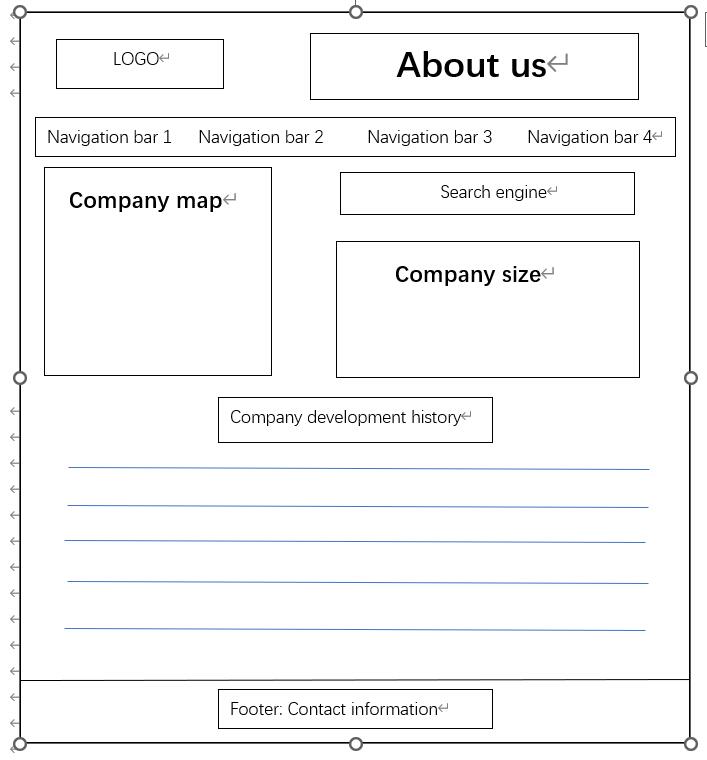 LOGO
About us
Navigation bar 1 Navigation bar 2 Navigation bar 3 Navigation bar 4
Company map
Search engine
Company size
Company development history
Footer: Contact information